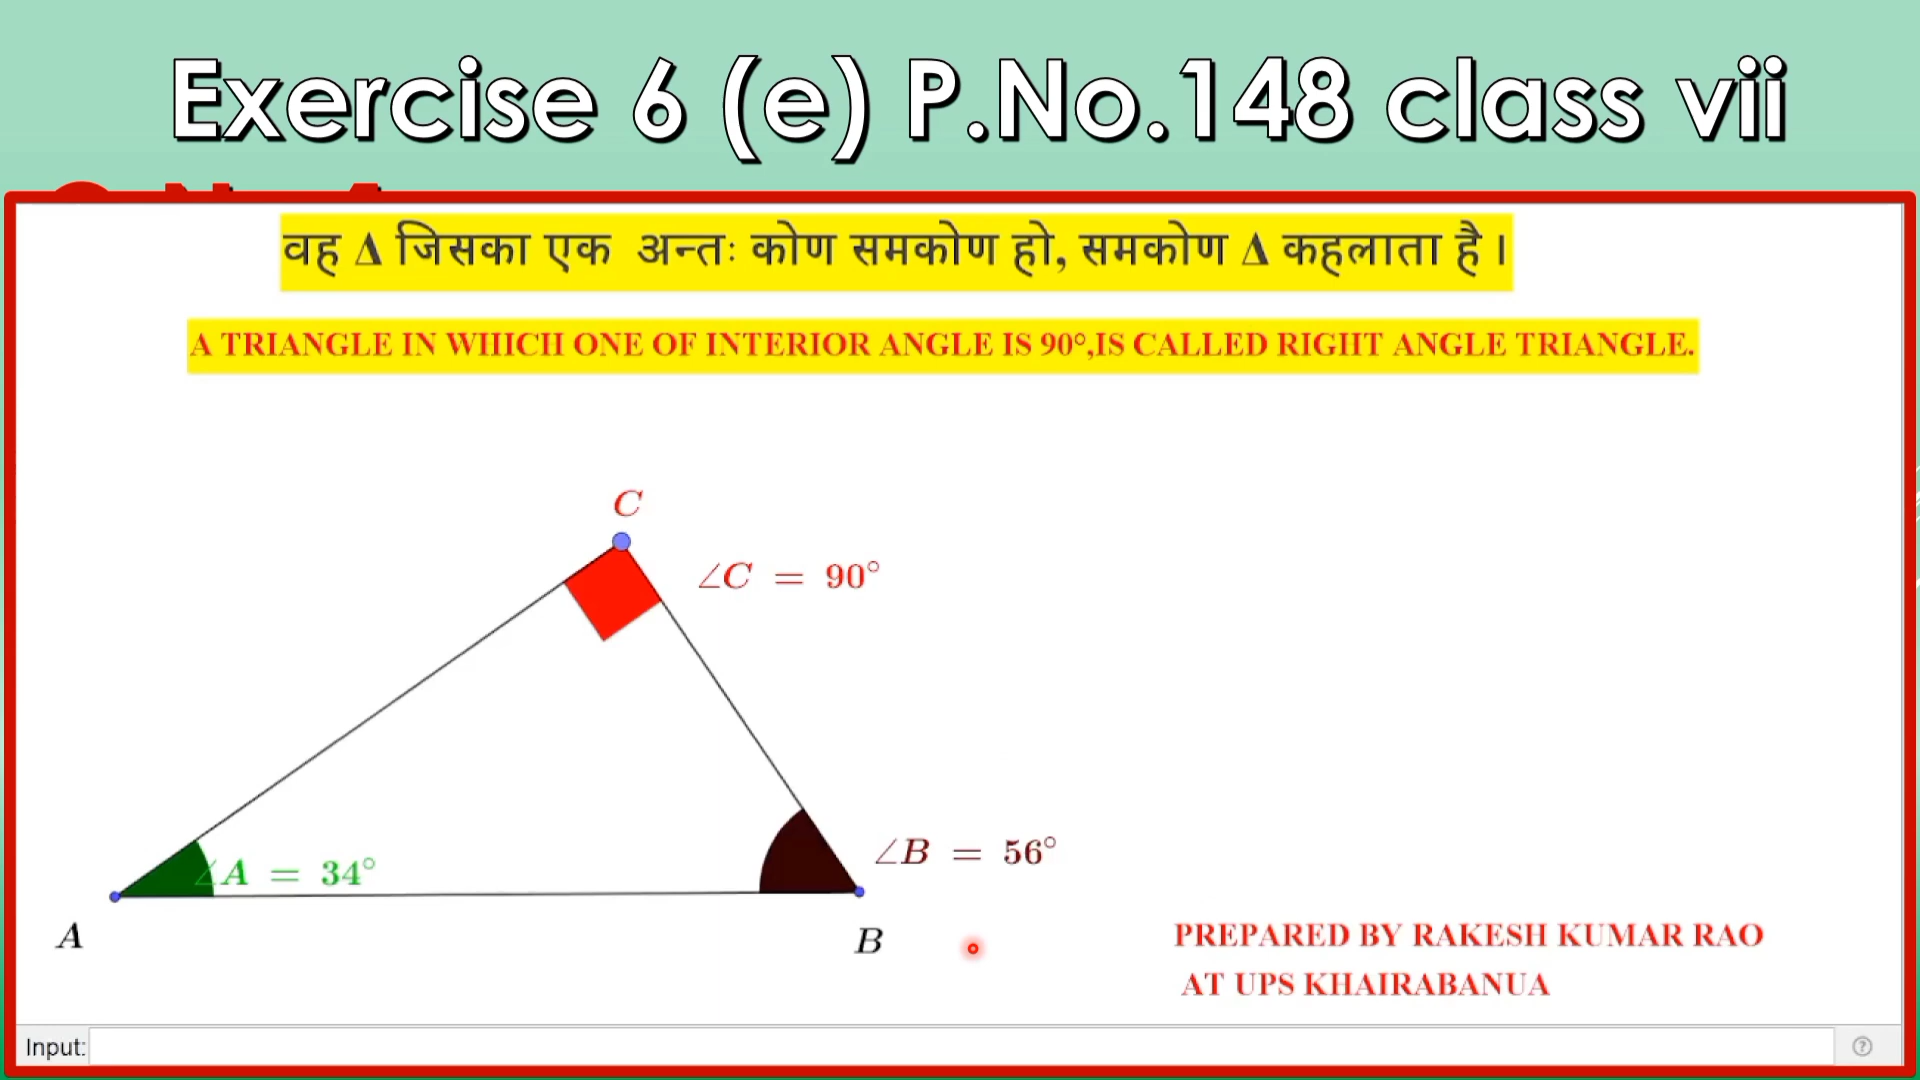 Exercise 6 (e) P.No.148 class vii
वह Δ जिसका एक अन्तः कोण समकोण हो, समकोण Δ कहलाता है ।
A TRIANGLE IN WHICH ONE OF INTERIOR ANGLE IS 90°,IS CALLED RIGHT ANGLE TRIANGLE.
C
∠C = 90°
∠B = 56°
∠A = 34°
A
B
PREPARED BY RAKESH KUMAR RAO
AT UPS KHAIRABANUA
Input: